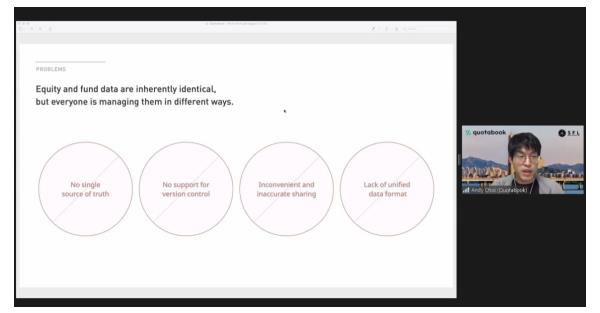 PROBLEMS
Equity and fund data are inherently identical,
but everyone is managing them in different ways.
No single
source of truth
No support for
version control
Inconvenient and
inaccurate sharing
Lack of unified
data format
quotabook
SFL
(Quotabook)